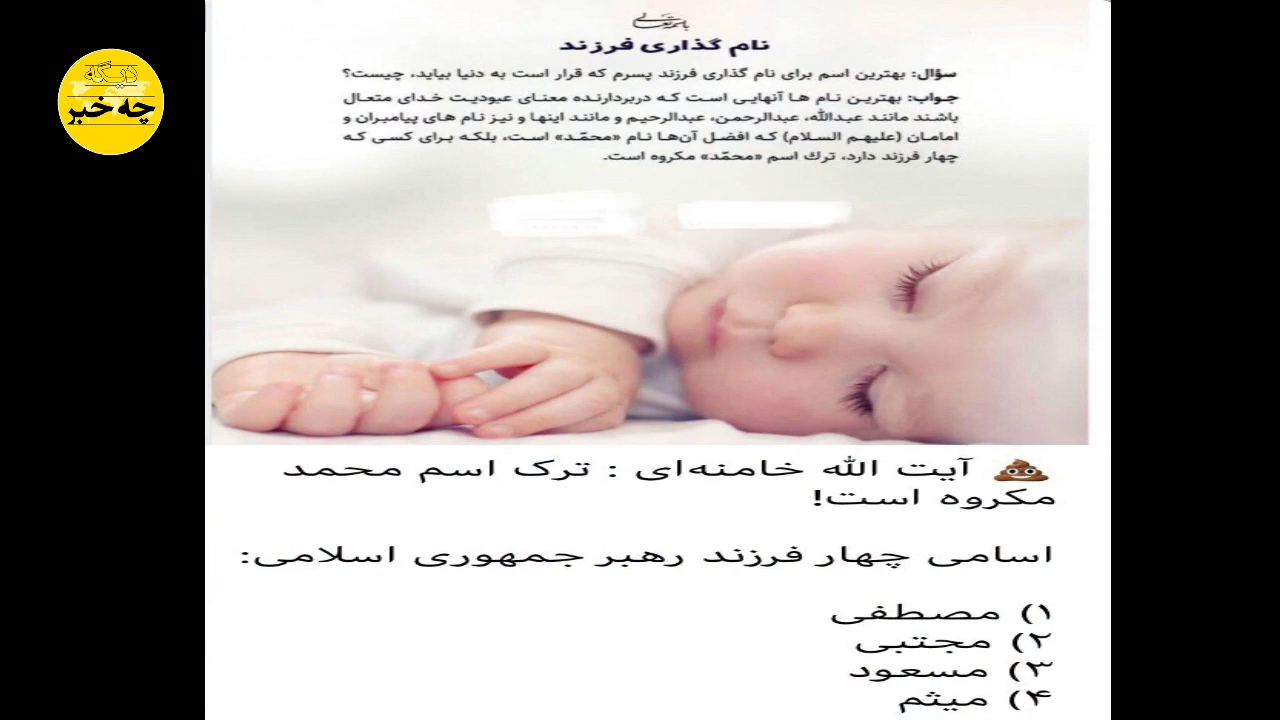 دیگه
چه خبر
باسمه تعالی
نام گذاری فرزند
سؤال: بهترین اسم برای نام گذاری فرزند پسرم که قرار است به دنیا بیاید، چیست؟
جواب: بهترین نام ها آنهایی است که دربردارنده معنای عبودیت خدای متعال
باشند مانند عبدالله، عبدالرحمن، عبدالرحیم و مانند اینها و نیز نام های پیامبران و
امامان (علیهم السلام) که افضل آن‌ها نام «محمّد» است، بلکه برای کسی که
چهار فرزند دارد، ترك اسم «محمّد» مکروه است.
💩 آیت الله خامنه‌ای : ترک اسم محمد
مکروه است!
اسامی چهار فرزند رهبر جمهوری اسلامی:
۱) مصطفی
۲) مجتبی
۳) مسعود
۴) میثم